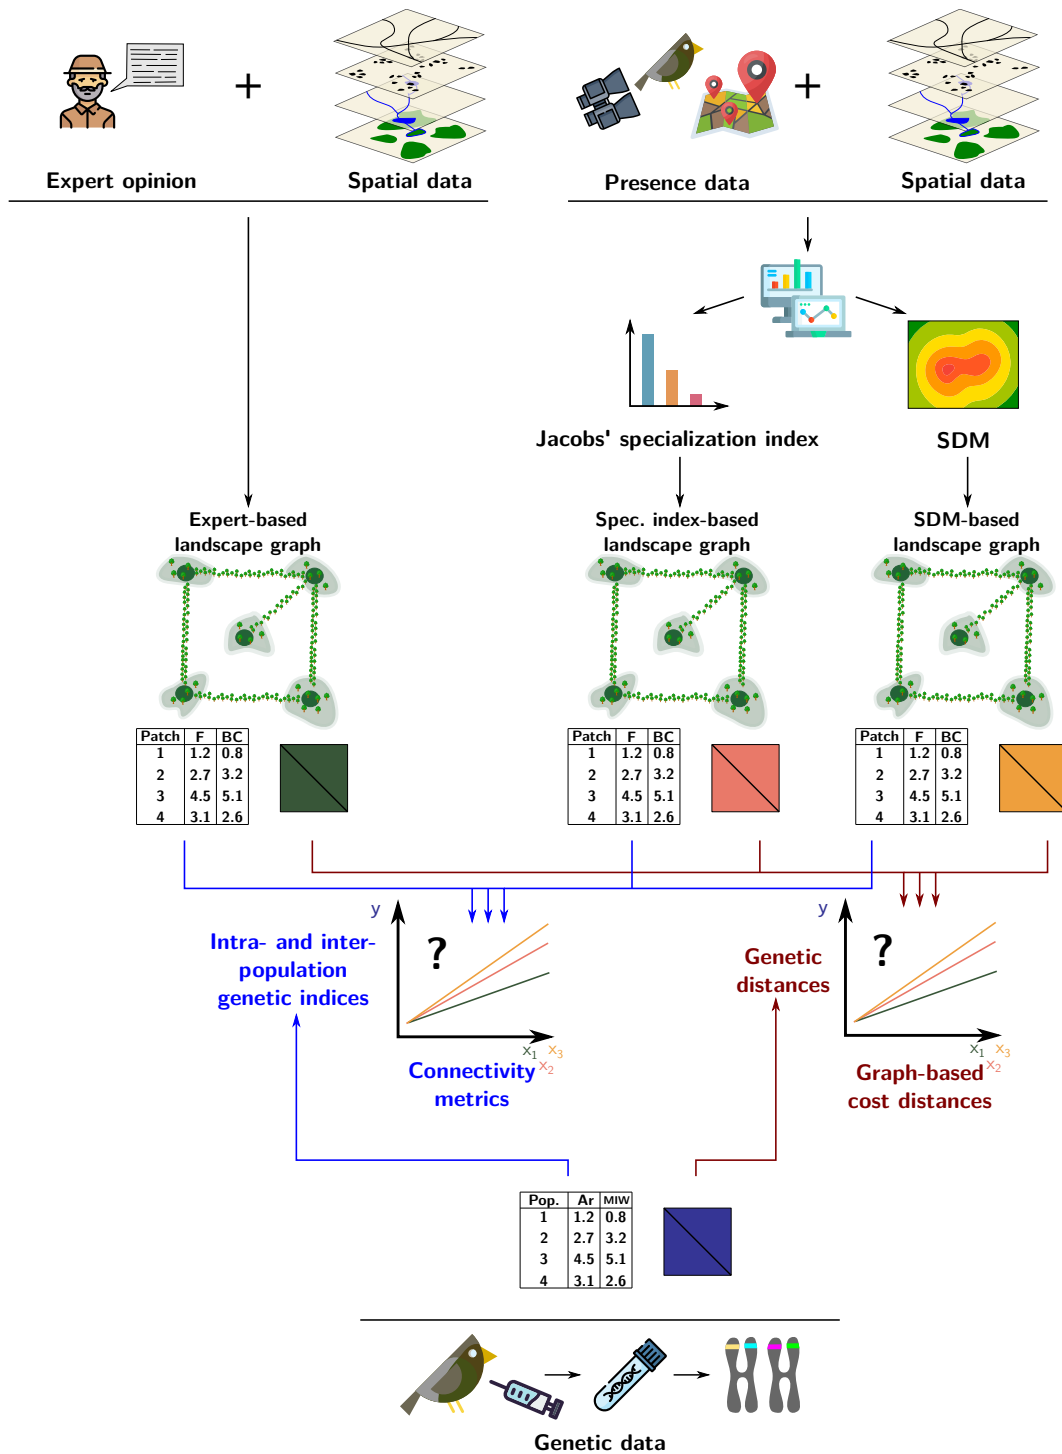 +
+
Expert opinion
Spatial data
Presence data
Spatial data
Jacobs' specialization index
SDM
Expert-based
landscape graph
Spec. index-based
landscape graph
SDM-based
landscape graph
Patch F BC
1 1.2 0.8
2 2.7 3.2
3 4.5 5.1
4 3.1 2.6
Patch F BC
1 1.2 0.8
2 2.7 3.2
3 4.5 5.1
4 3.1 2.6
Patch F BC
1 1.2 0.8
2 2.7 3.2
3 4.5 5.1
4 3.1 2.6
Intra- and inter-
population
genetic indices
y
?
x1 x3
x2
Connectivity
metrics
Genetic
distances
y
?
x1 x3
x2
Graph-based
cost distances
Pop. Ar MIW
1 1.2 0.8
2 2.7 3.2
3 4.5 5.1
4 3.1 2.6
Genetic data